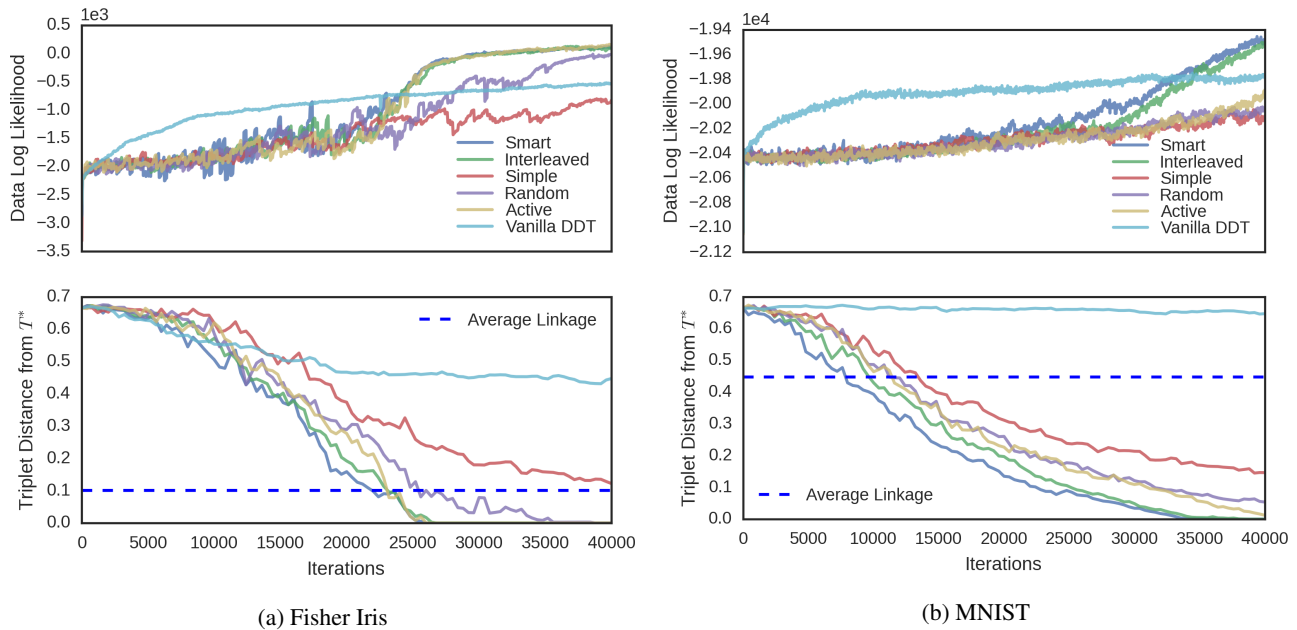 1e3
0.5
0.0
−0.5
−1.0
−1.5
−2.0
−2.5
−3.0
−3.5
Data Log Likelihood
Smart
Interleaved
Simple
Random
Active
Vanilla DDT
0.7
0.6
0.5
0.4
0.3
0.2
0.1
0.0
Triplet Distance from T*
Average Linkage
0 5000 10000 15000 20000 25000 30000 35000 40000
Iterations
(a) Fisher Iris
1e4
−1.94
−1.96
−1.98
−2.00
−2.02
−2.04
−2.06
−2.08
−2.10
−2.12
Data Log Likelihood
Smart
Interleaved
Simple
Random
Active
Vanilla DDT
0.7
0.6
0.5
0.4
0.3
0.2
0.1
0.0
Triplet Distance from T*
Average Linkage
0 5000 10000 15000 20000 25000 30000 35000 40000
Iterations
(b) MNIST